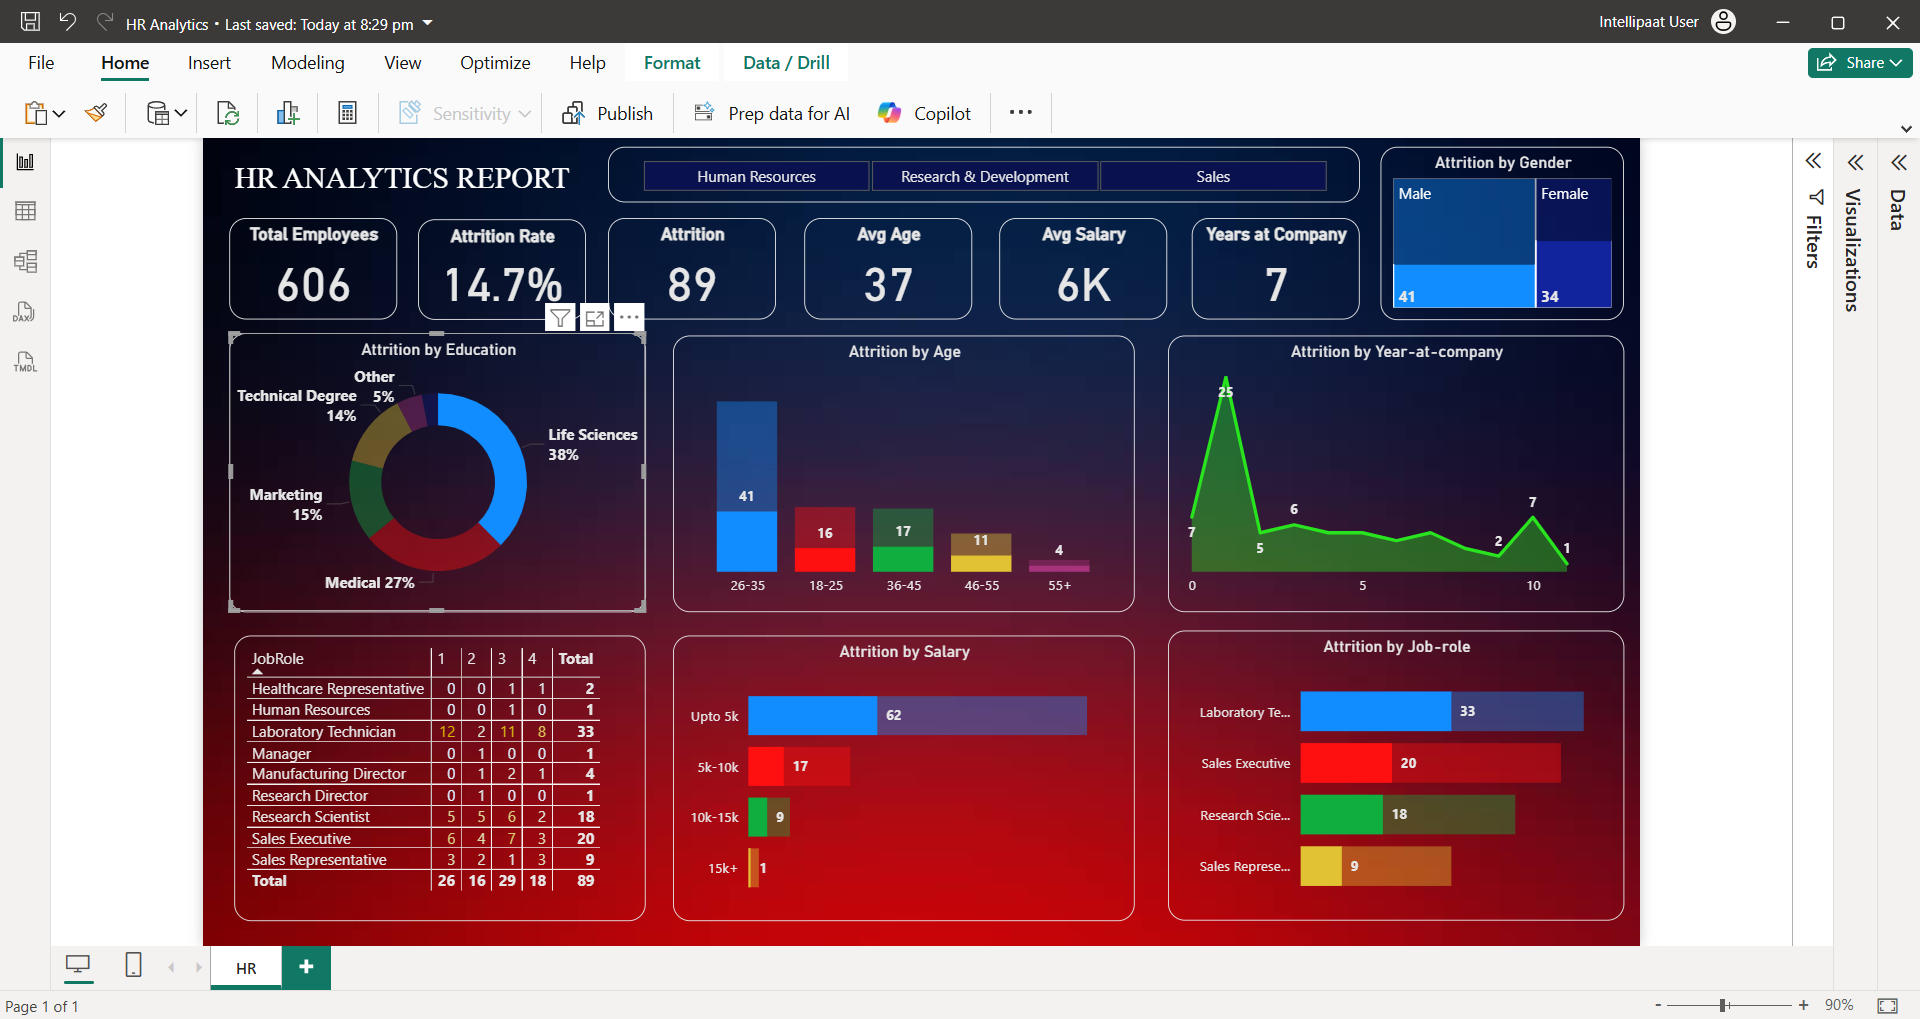 HR Analytics • Last saved: Today at 8:29 pm
Intellipaat User
File Home Insert Modeling View Optimize Help Format Data / Drill
Share
Sensitivity
Publish
Prep data for AI
Copilot
HR ANALYTICS REPORT
Human Resources
Research & Development
Sales
Total Employees
606
Attrition Rate
14.7%
Attrition
89
Avg Age
37
Avg Salary
6K
Years at Company
7
Attrition by Gender
Male
Female
41
34
Attrition by Education
Other
5%
Technical Degree
14%
Life Sciences
38%
Marketing
15%
Medical 27%
Attrition by Age
41
16
17
11
4
26-35 18-25 36-45 46-55 55+
Attrition by Year-at-company
25
7
5
6
2
7
1
0 5 10
JobRole 1 2 3 4 Total
Healthcare Representative 0 0 1 1 2
Human Resources 0 0 1 0 1
Laboratory Technician 12 2 11 8 33
Manager 0 1 0 0 1
Manufacturing Director 0 1 2 1 4
Research Director 0 1 0 0 1
Research Scientist 5 5 6 2 18
Sales Executive 6 4 7 3 20
Sales Representative 3 2 1 3 9
Total 26 16 29 18 89
Attrition by Salary
Upto 5k 62
5k-10k 17
10k-15k 9
15k+ 1
Attrition by Job-role
Laboratory Te... 33
Sales Executive 20
Research Scie... 18
Sales Represe... 9
Filters
Visualizations
Data
DAX
TMDL
HR
+
Page 1 of 1
- + 90%